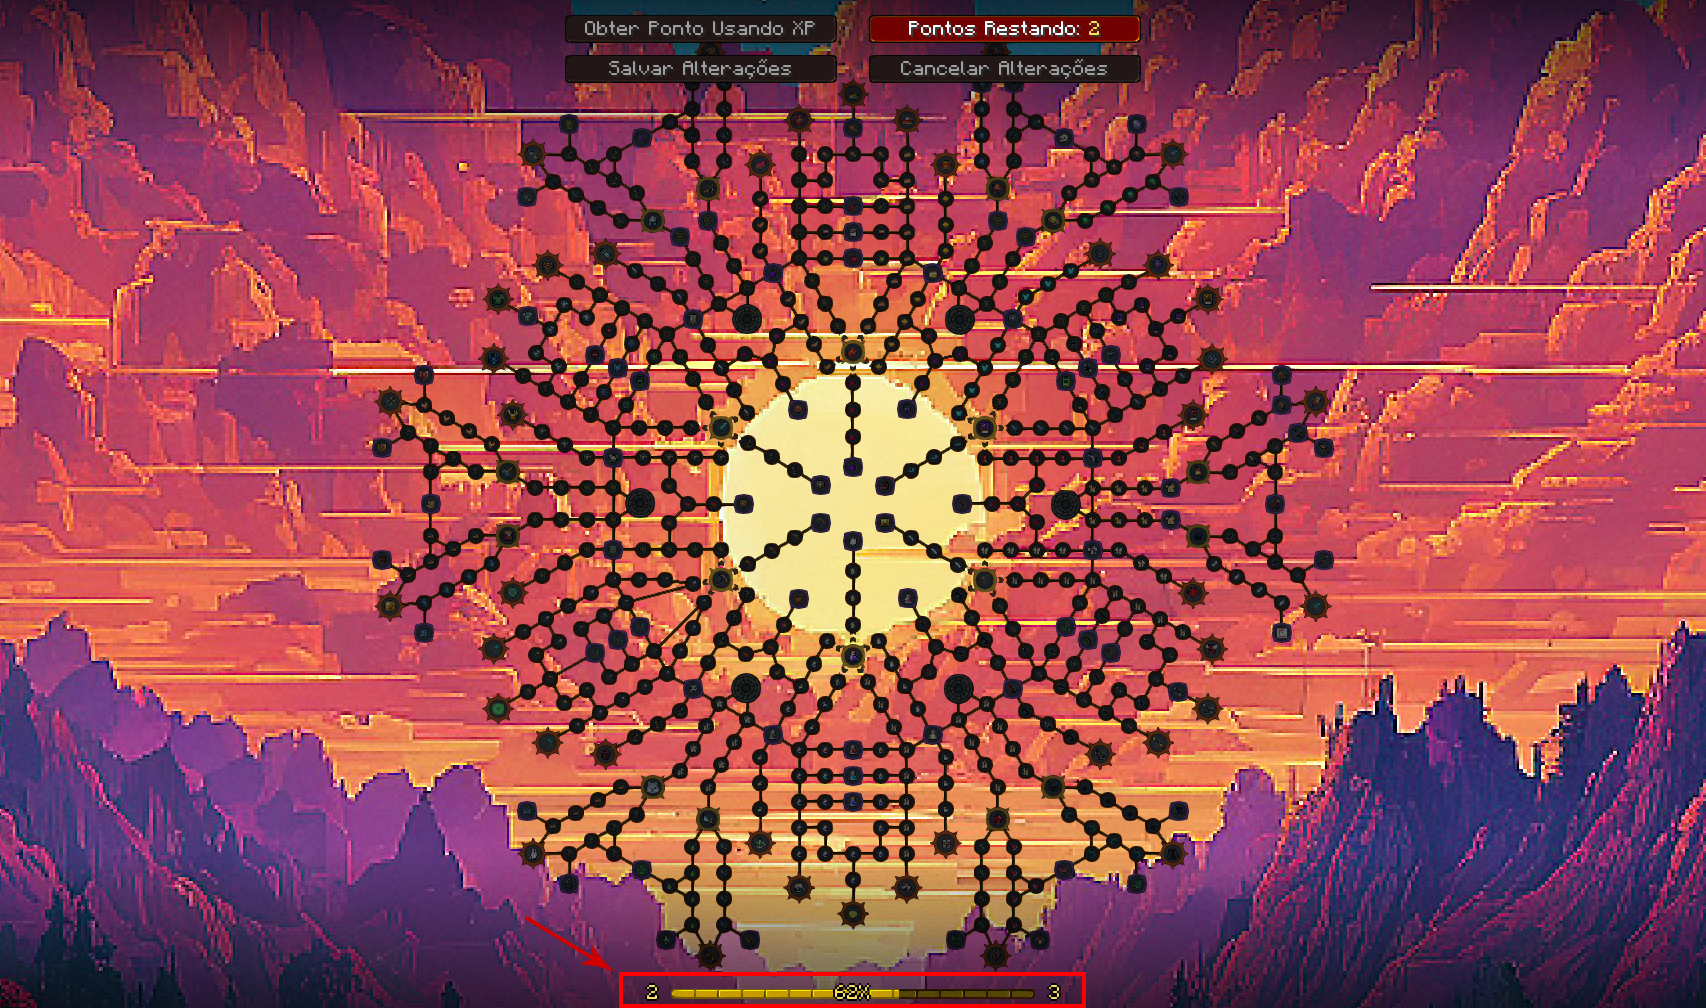 Obter Ponto Usando XP
Pontos Restando: 2
Salvar Alterações
Cancelar Alterações
2 62% 3